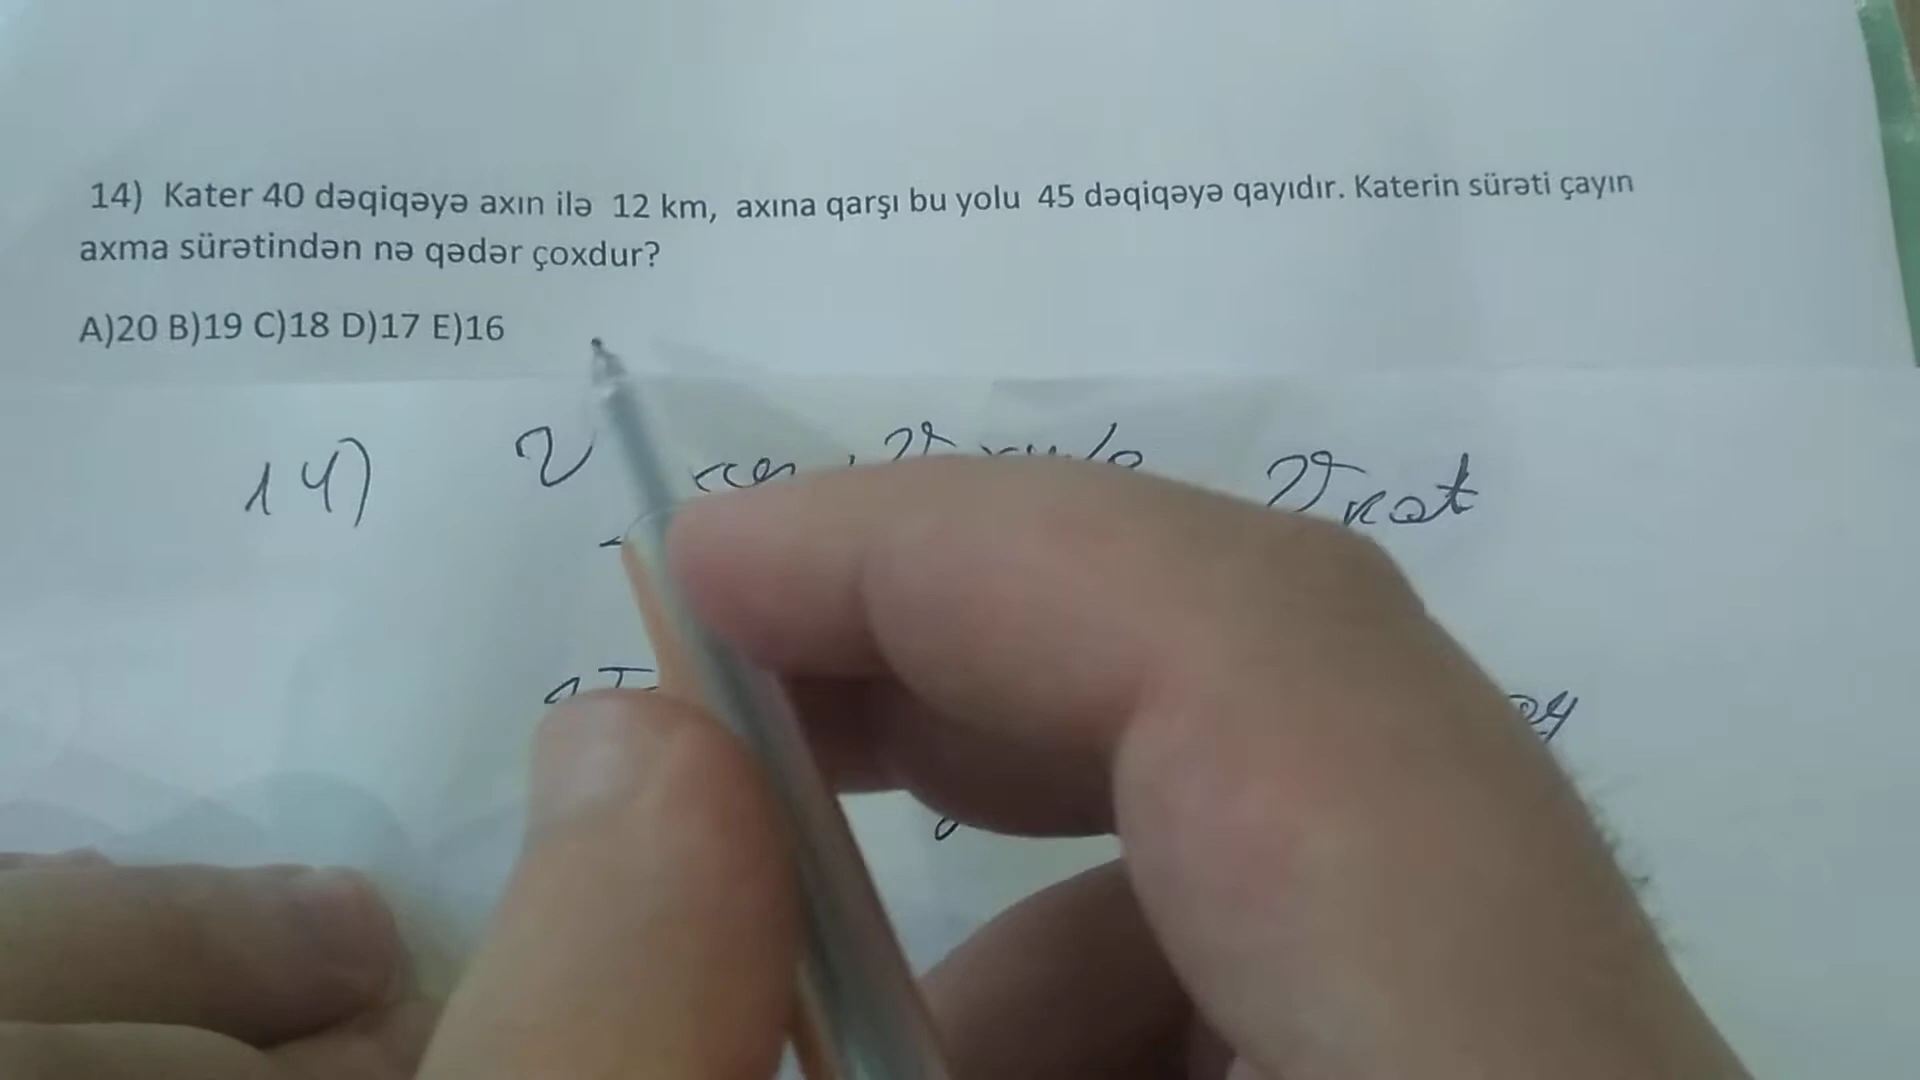 14) Kater 40 dəqiqəyə axın ilə 12 km, axına qarşı bu yolu 45 dəqiqəyə qayıdır. Katerin sürəti çayın
axma sürətindən nə qədər çoxdur?
A)20 B)19 C)18 D)17 E)16
14)